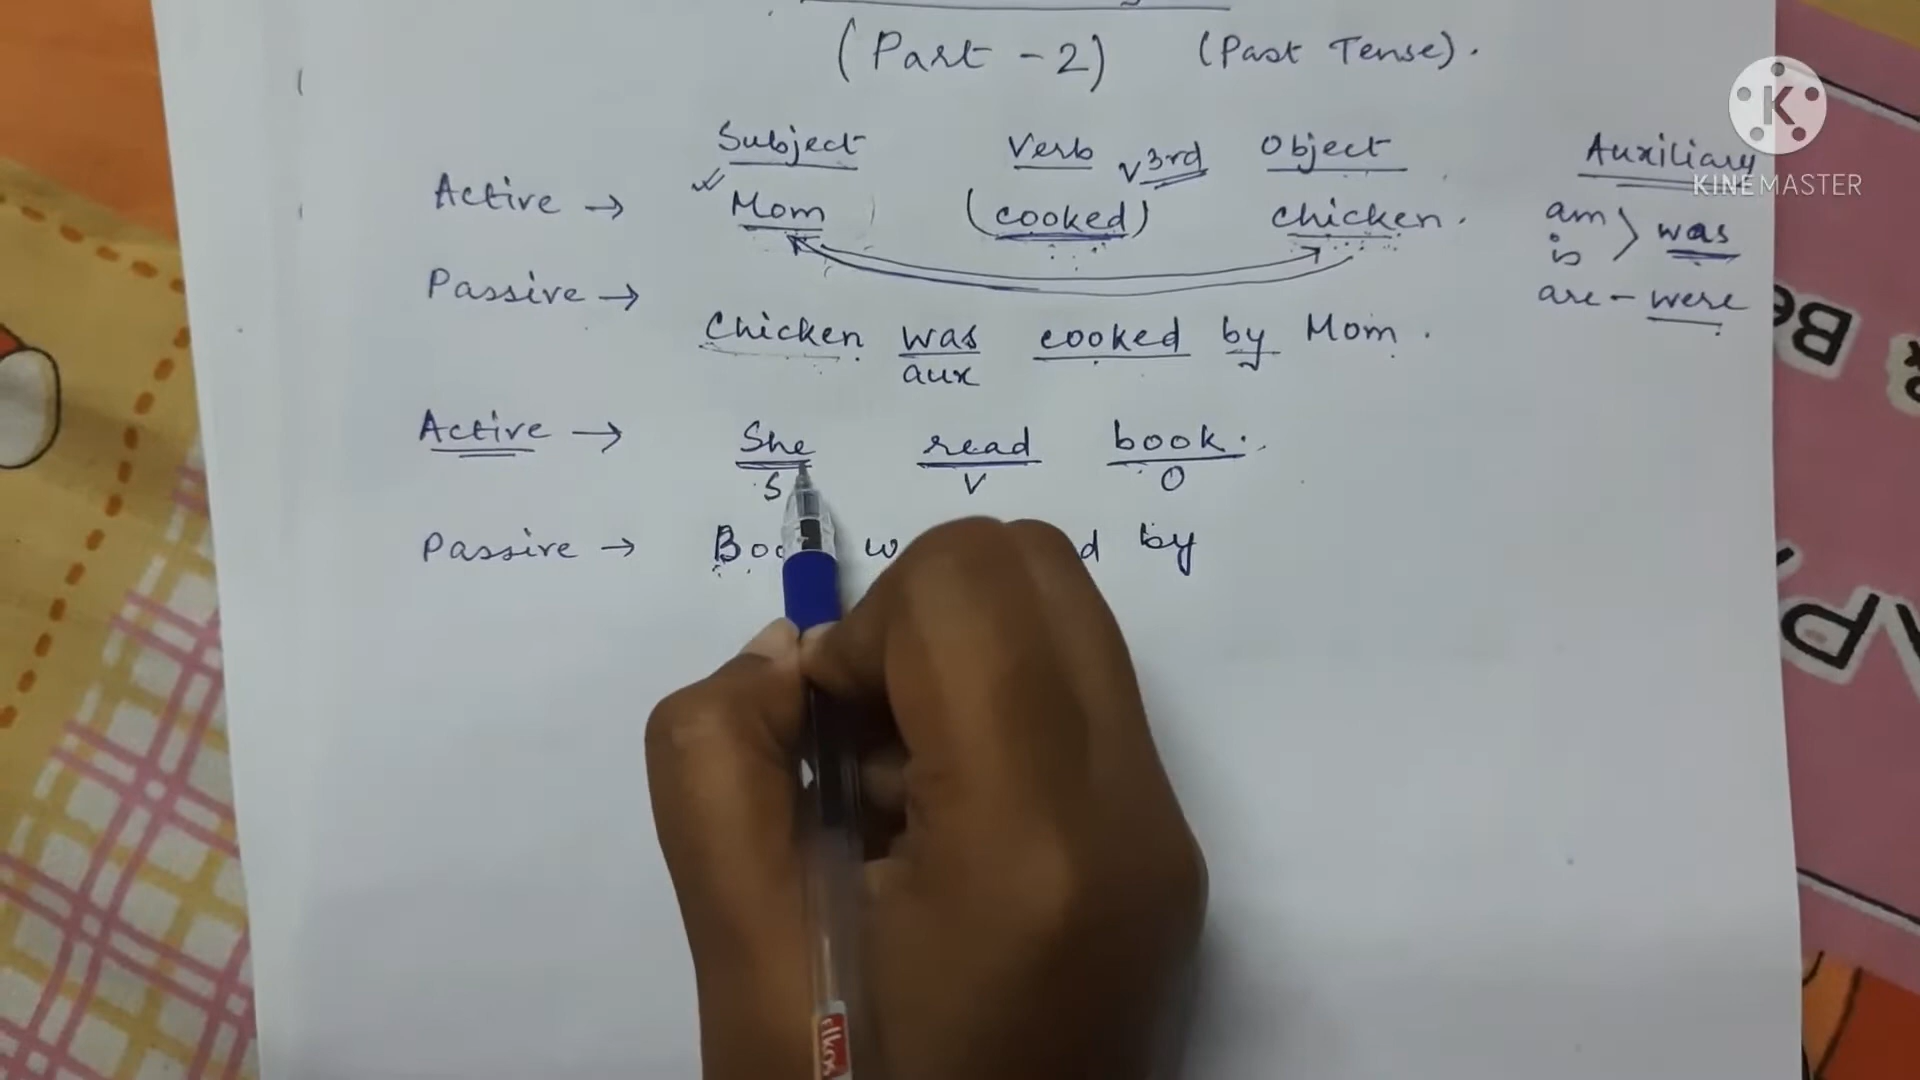 (Part - 2) (Past Tense).
Subject Verb V 3rd Object Auxiliary
KINEMASTER
Active → Mom (cooked) chicken. am
is > was
Passive → are - were
Chicken was cooked by Mom.
aux
Active → She read book.
S V O
Passive → by